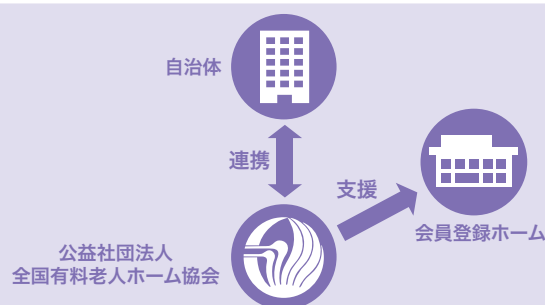 自治体
連携
支援
会員登録ホーム
公益社団法人
全国有料老人ホーム協会